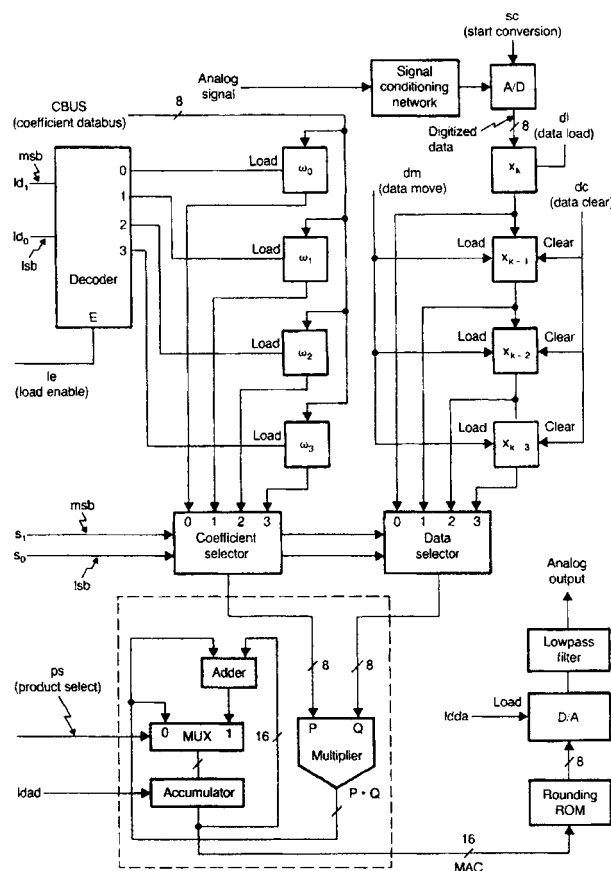 sc
(start conversion)
Analog
signal
Signal
conditioning
network
A/D
CBUS
(coefficient databus)
8
Digitized
data
8
dl
(data load)
msb
ld₁
ld₀
lsb
Decoder
0
1
2
3
E
le
(load enable)
Load
ω₀
Load
ω₁
Load
ω₂
Load
ω₃
dm
(data move)
dc
(data clear)
xₖ
Load
xₖ₋₁
Clear
Load
xₖ₋₂
Clear
Load
xₖ₋₃
Clear
msb
s₁
s₀
lsb
0 1 2 3
Coefficient
selector
0 1 2 3
Data
selector
ps
(product select)
Adder
0 MUX 1
16
Accumulator
ldad
8
8
P Q
Multiplier
P • Q
Analog
output
Lowpass
filter
Load
ldda
D/A
8
Rounding
ROM
16
MAC